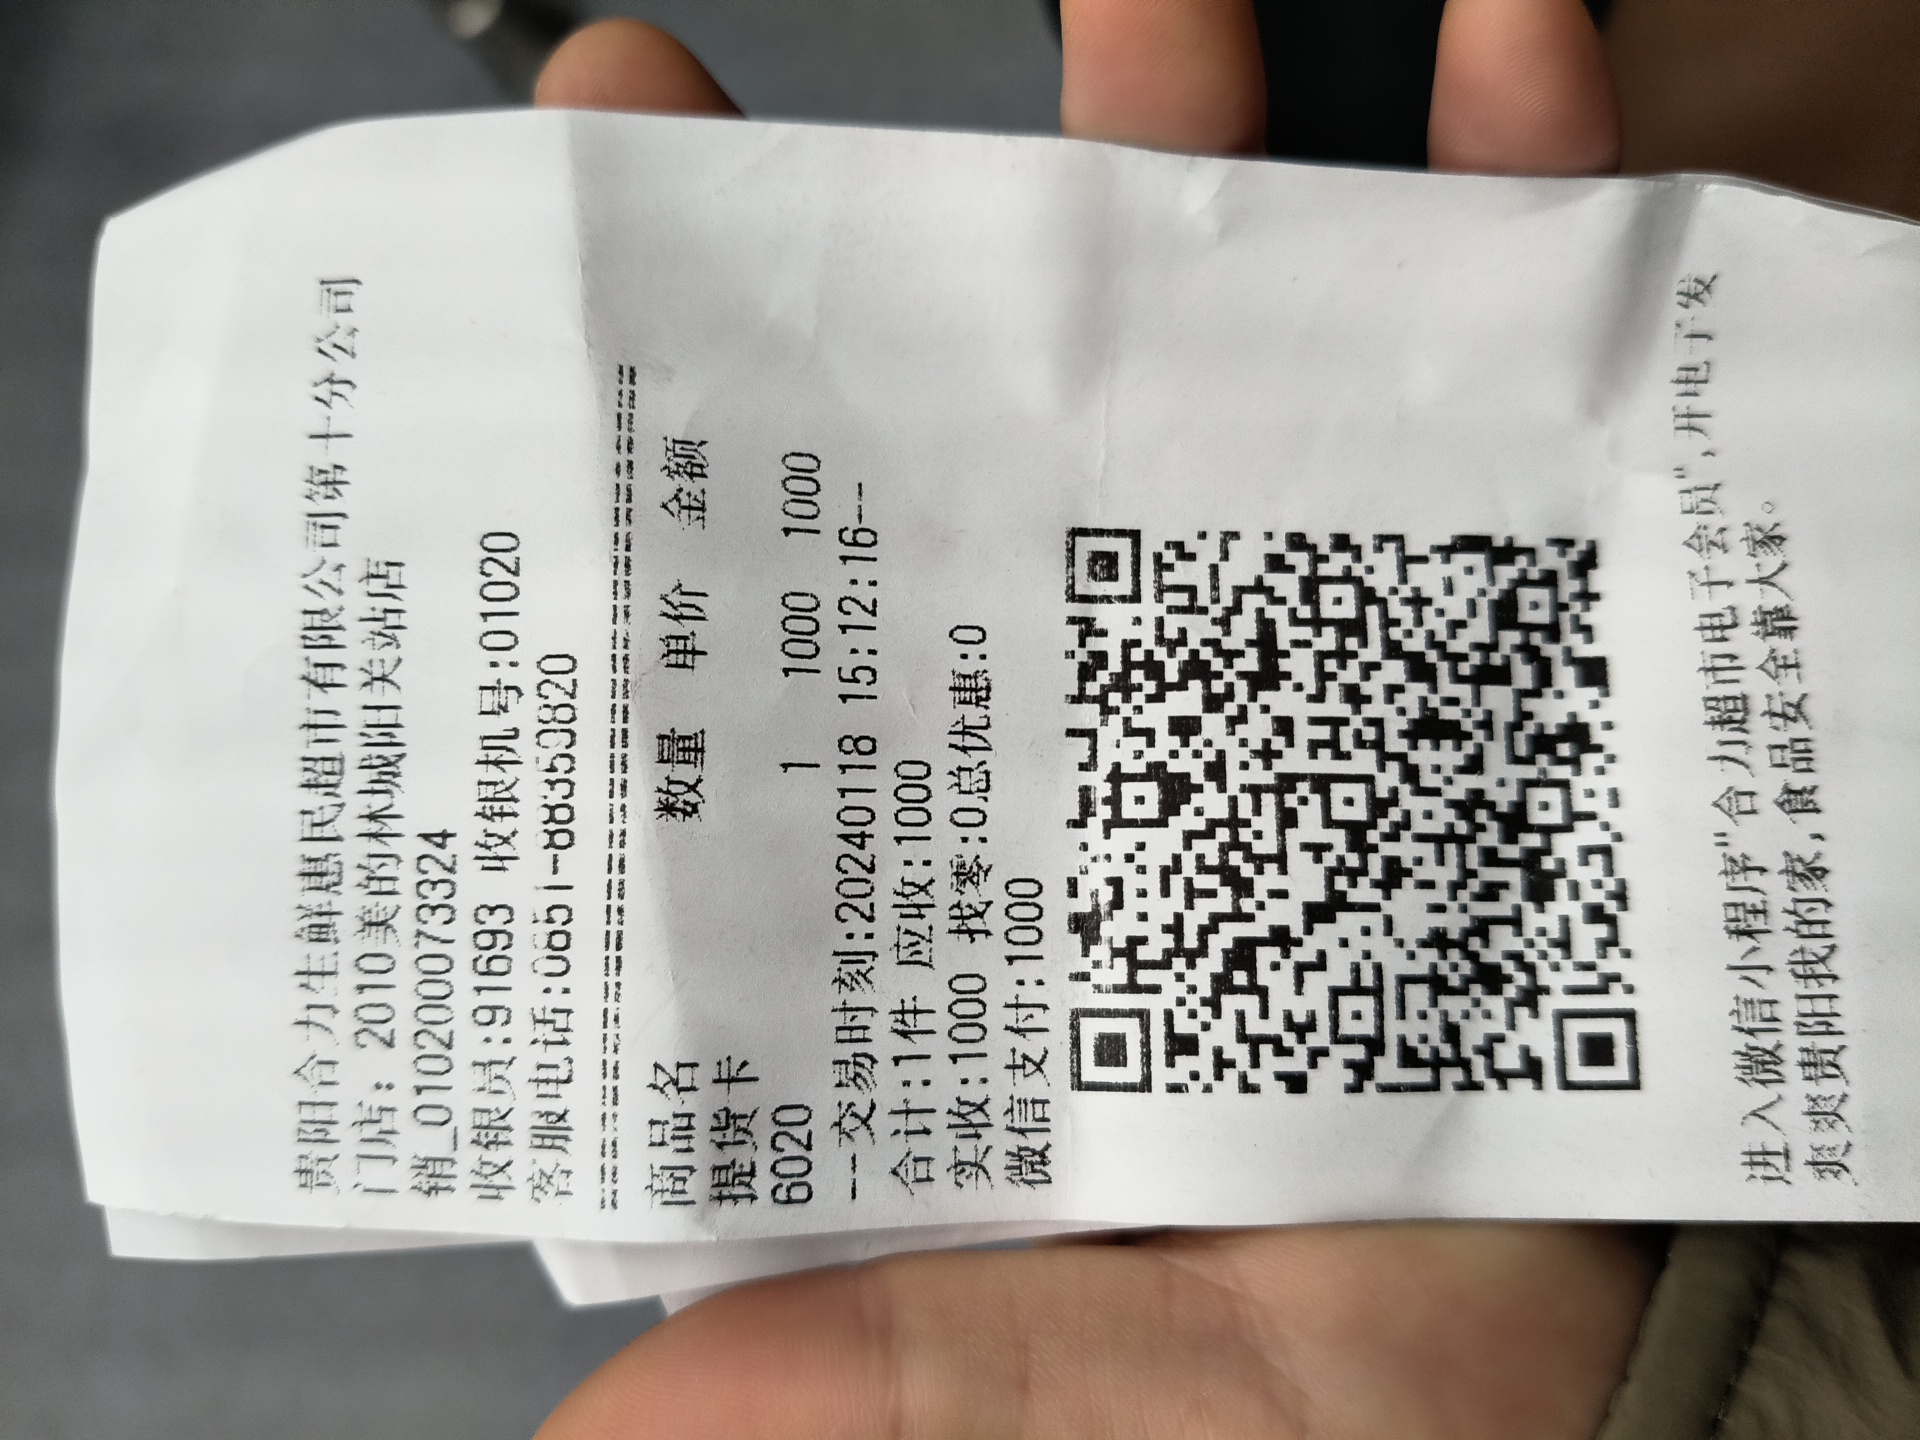 贵阳合力生鲜惠民超市有限公司第十分公司
门店: 2010美的林城阳关站店
销_010200073324
收银员:91693 收银机号:01020
客服电话:0851-88359820
商品名 数量 单价 金额
提货卡
6020 1 1000 1000
---交易时刻:20240118 15:12:16---
合计:1件 应收:1000
实收:1000 找零:0总优惠:0
微信支付:1000
进入微信小程序"合力超市电子会员",开电子发
爽爽贵阳我的家,食品安全靠大家。